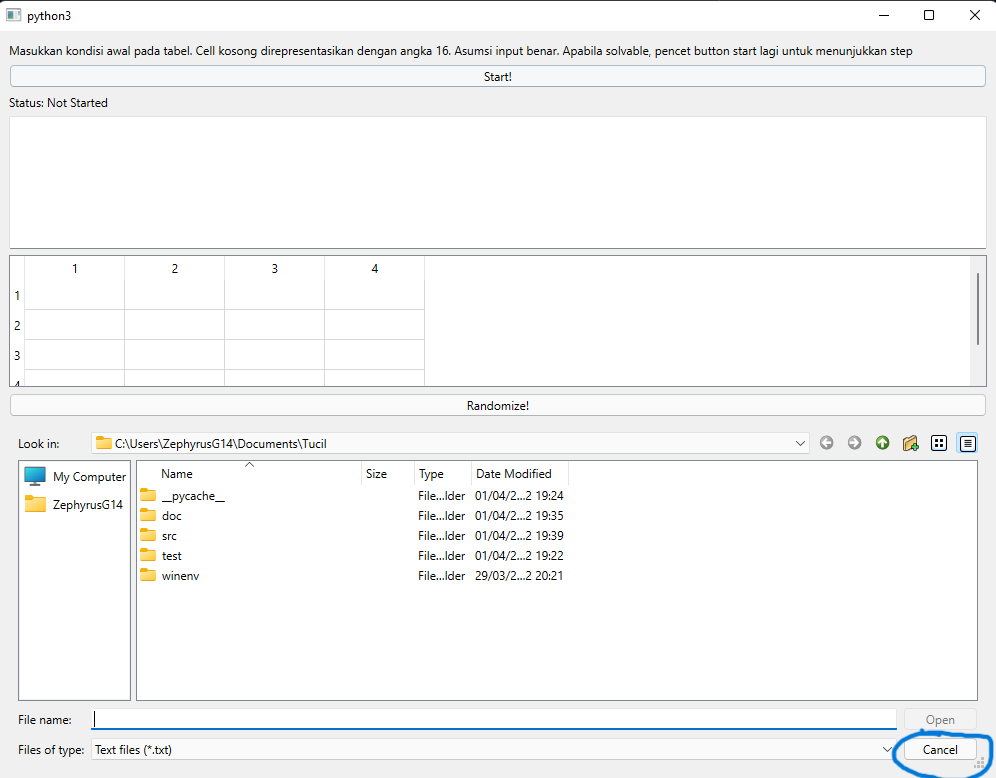 python3
Masukkan kondisi awal pada tabel. Cell kosong direpresentasikan dengan angka 16. Asumsi input benar. Apabila solvable, pencet button start lagi untuk menunjukkan step
Start!
Status: Not Started
1 2 3 4
1
2
3
4
Randomize!
Look in: C:\Users\ZephyrusG14\Documents\Tucil
My Computer
ZephyrusG14
Name Size Type Date Modified
__pycache__ File...lder 01/04/2...2 19:24
doc File...lder 01/04/2...2 19:35
src File...lder 01/04/2...2 19:39
test File...lder 01/04/2...2 19:22
winenv File...lder 29/03/2...2 20:21
File name: Open
Files of type: Text files (*.txt) Cancel